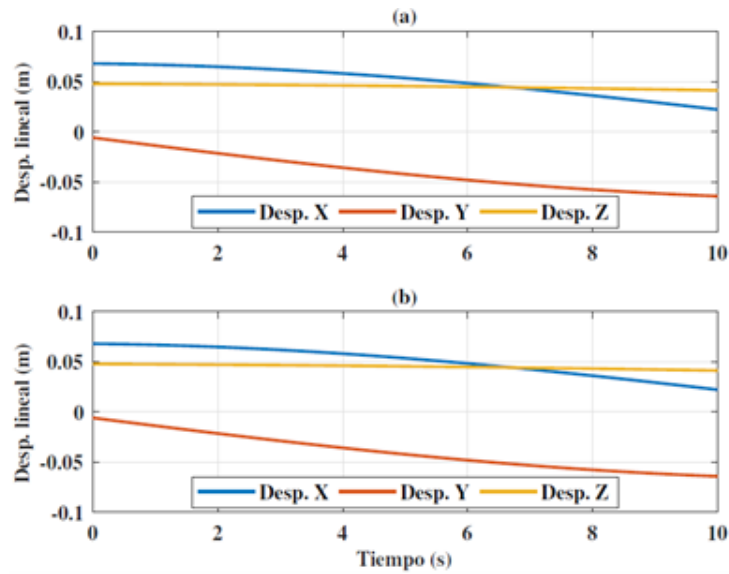 (a)
0.1
0.05
0
-0.05
-0.1
Desp. lineal (m)
Desp. X Desp. Y Desp. Z
0 2 4 6 8 10
(b)
0.1
0.05
0
-0.05
-0.1
Desp. lineal (m)
Desp. X Desp. Y Desp. Z
0 2 4 6 8 10
Tiempo (s)